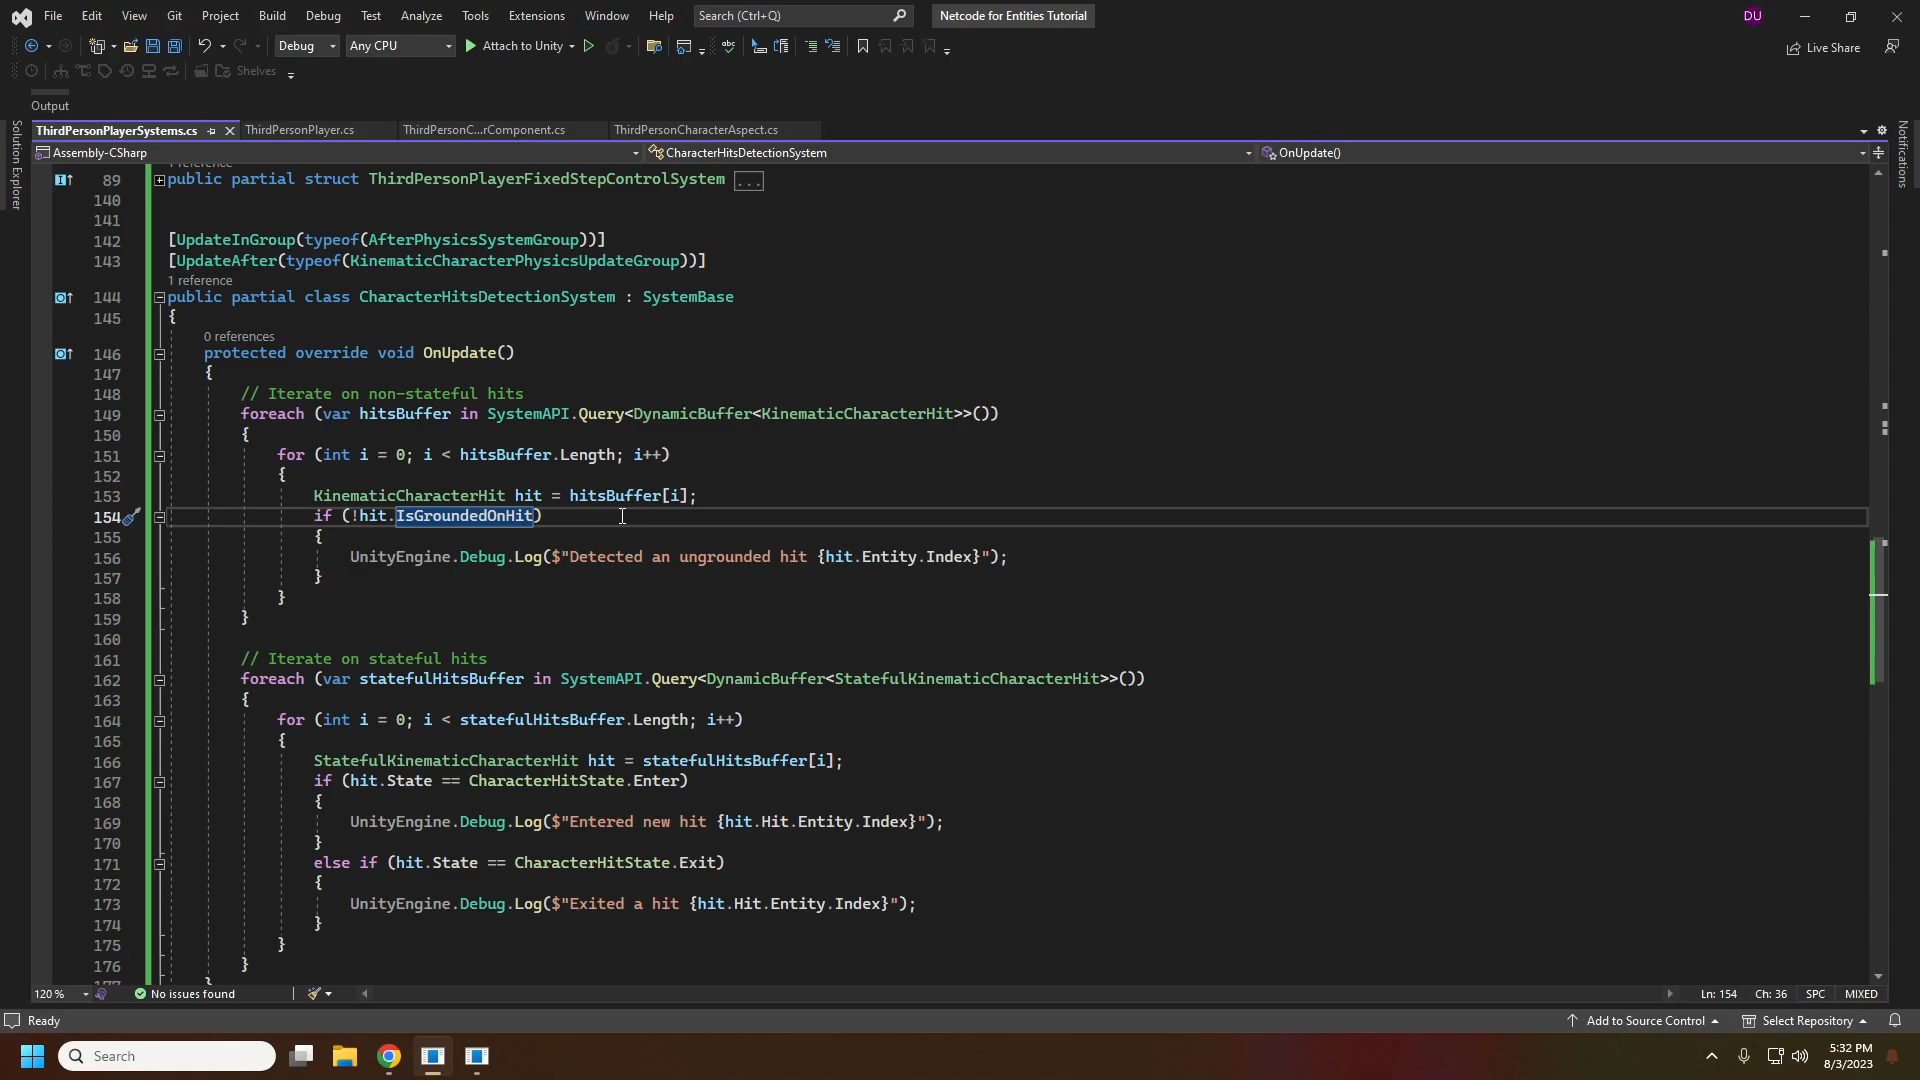 File Edit View Git Project Build Debug Test Analyze Tools Extensions Window Help Search (Ctrl+Q) Netcode for Entities Tutorial DU
Debug Any CPU Attach to Unity Live Share
Shelves
Output
Solution Explorer
Notifications
ThirdPersonPlayerSystems.cs ThirdPersonPlayer.cs ThirdPersonC...rComponent.cs ThirdPersonCharacterAspect.cs
Assembly-CSharp CharacterHitsDetectionSystem OnUpdate()
89 public partial struct ThirdPersonPlayerFixedStepControlSystem ...
140
141
142 [UpdateInGroup(typeof(AfterPhysicsSystemGroup))]
143 [UpdateAfter(typeof(KinematicCharacterPhysicsUpdateGroup))]
1 reference
144 public partial class CharacterHitsDetectionSystem : SystemBase
145 {
0 references
146 protected override void OnUpdate()
147 {
148 // Iterate on non-stateful hits
149 foreach (var hitsBuffer in SystemAPI.Query<DynamicBuffer<KinematicCharacterHit>>())
150 {
151 for (int i = 0; i < hitsBuffer.Length; i++)
152 {
153 KinematicCharacterHit hit = hitsBuffer[i];
154 if (!hit.IsGroundedOnHit)
155 {
156 UnityEngine.Debug.Log($"Detected an ungrounded hit {hit.Entity.Index}");
157 }
158 }
159 }
160
161 // Iterate on stateful hits
162 foreach (var statefulHitsBuffer in SystemAPI.Query<DynamicBuffer<StatefulKinematicCharacterHit>>())
163 {
164 for (int i = 0; i < statefulHitsBuffer.Length; i++)
165 {
166 StatefulKinematicCharacterHit hit = statefulHitsBuffer[i];
167 if (hit.State == CharacterHitState.Enter)
168 {
169 UnityEngine.Debug.Log($"Entered new hit {hit.Hit.Entity.Index}");
170 }
171 else if (hit.State == CharacterHitState.Exit)
172 {
173 UnityEngine.Debug.Log($"Exited a hit {hit.Hit.Entity.Index}");
174 }
175 }
176 }
120 % No issues found Ln: 154 Ch: 36 SPC MIXED
Ready Add to Source Control Select Repository
Search 5:32 PM
8/3/2023